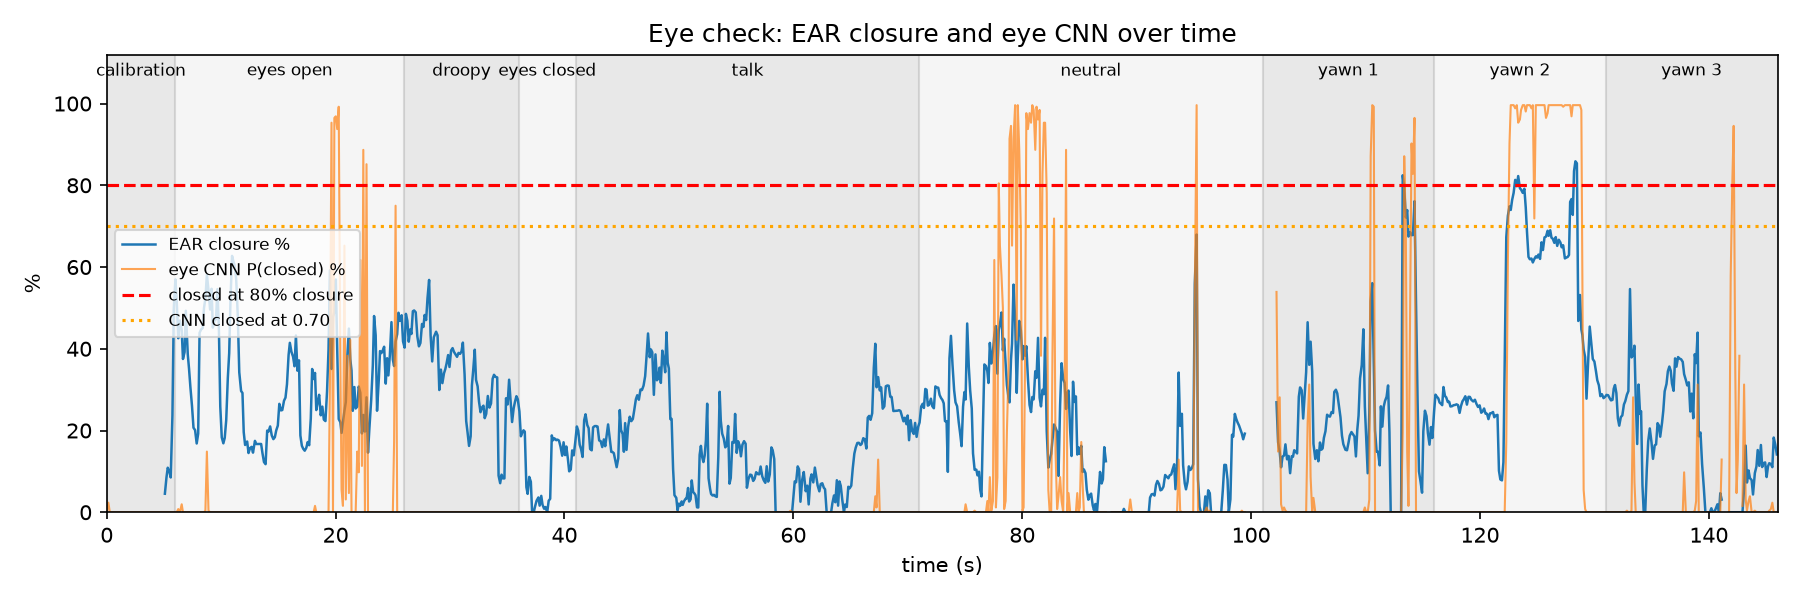 Eye check: EAR closure and eye CNN over time
calibration eyes open droopy eyes closed talk neutral yawn 1 yawn 2 yawn 3
100
80
60
40
20
0
%
EAR closure %
eye CNN P(closed) %
closed at 80% closure
CNN closed at 0.70
0 20 40 60 80 100 120 140
time (s)